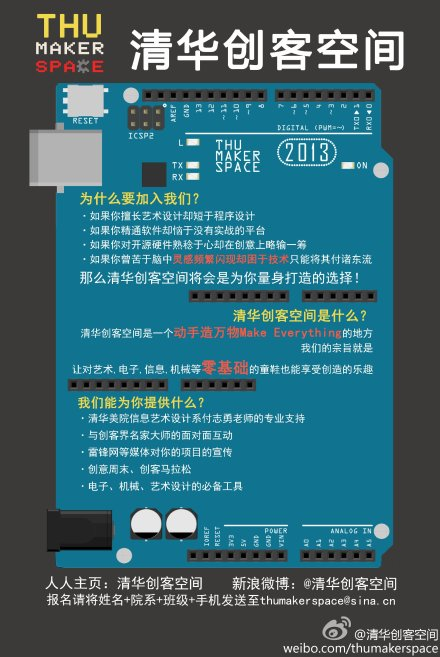 THU
MAKER
SPACE
清华创客空间
RESET
ICSP2
AREF
GND
13
12
~11
~10
~9
8
7
~6
~5
4
~3
2
TXD▶1
RXD◀0
DIGITAL (PWM=~)
L
TX
RX
THU
MAKER
SPACE
2013
ON
为什么要加入我们？
·如果你擅长艺术设计却短于程序设计
·如果你精通软件却恼于没有实战的平台
·如果你对开源硬件熟稔于心却在创意上略输一筹
·如果你曾苦于脑中灵感频繁闪现却困于技术只能将其付诸东流
那么清华创客空间将会是为你量身打造的选择！
清华创客空间是什么？
清华创客空间是一个动手造万物Make Everything的地方
我们的宗旨就是
让对艺术,电子,信息,机械等零基础的童鞋也能享受创造的乐趣
我们能为你提供什么？
·清华美院信息艺术设计系付志勇老师的专业支持
·与创客界名家大师的面对面互动
·雷锋网等媒体对你的项目的宣传
·创意周末、创客马拉松
·电子、机械、艺术设计的必备工具
IOREF
RESET
3V3
5V
GND
GND
VIN
POWER
ANALOG IN
A0
A1
A2
A3
A4
A5
人人主页：清华创客空间 新浪微博：@清华创客空间
报名请将姓名+院系+班级+手机发送至thumakerspace@sina.cn
@清华创客空间
weibo.com/thumakerspace